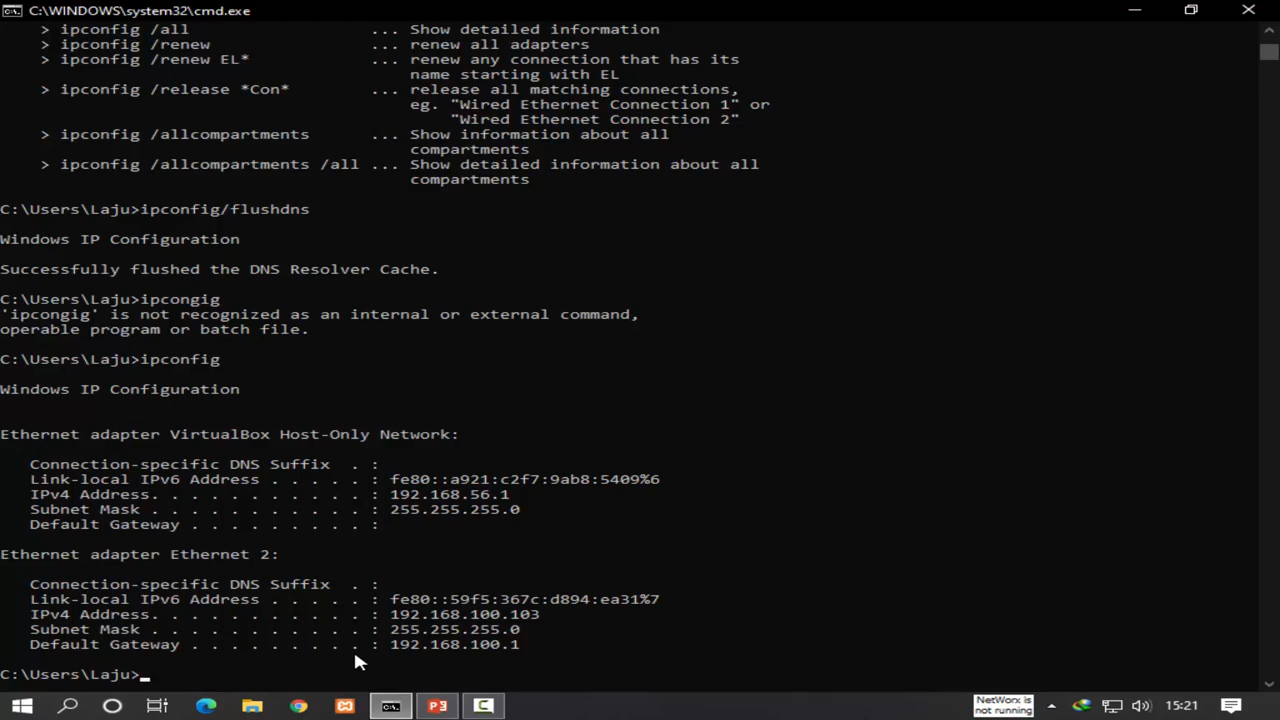 C:\WINDOWS\system32\cmd.exe
> ipconfig /all ... Show detailed information
> ipconfig /renew ... renew all adapters
> ipconfig /renew EL* ... renew any connection that has its
name starting with EL
> ipconfig /release *Con* ... release all matching connections,
eg. "Wired Ethernet Connection 1" or
"Wired Ethernet Connection 2"
> ipconfig /allcompartments ... Show information about all
compartments
> ipconfig /allcompartments /all ... Show detailed information about all
compartments
C:\Users\Laju>ipconfig/flushdns
Windows IP Configuration
Successfully flushed the DNS Resolver Cache.
C:\Users\Laju>ipcongig
'ipcongig' is not recognized as an internal or external command,
operable program or batch file.
C:\Users\Laju>ipconfig
Windows IP Configuration
Ethernet adapter VirtualBox Host-Only Network:
Connection-specific DNS Suffix . :
Link-local IPv6 Address . . . . . : fe80::a921:c2f7:9ab8:5409%6
IPv4 Address. . . . . . . . . . . : 192.168.56.1
Subnet Mask . . . . . . . . . . . : 255.255.255.0
Default Gateway . . . . . . . . . :
Ethernet adapter Ethernet 2:
Connection-specific DNS Suffix . :
Link-local IPv6 Address . . . . . : fe80::59f5:367c:d894:ea31%7
IPv4 Address. . . . . . . . . . . : 192.168.100.103
Subnet Mask . . . . . . . . . . . : 255.255.255.0
Default Gateway . . . . . . . . . : 192.168.100.1
C:\Users\Laju>_
NetWorx is
not running
15:21